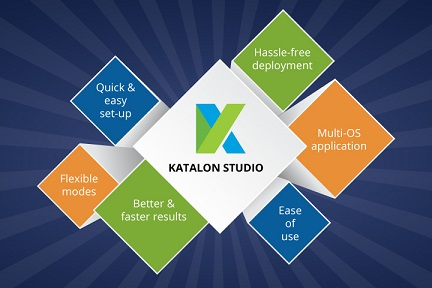 Hassle-free
deployment
Quick &
easy
set-up
Multi-OS
application
KATALON STUDIO
Flexible
modes
Better &
faster results
Ease
of
use